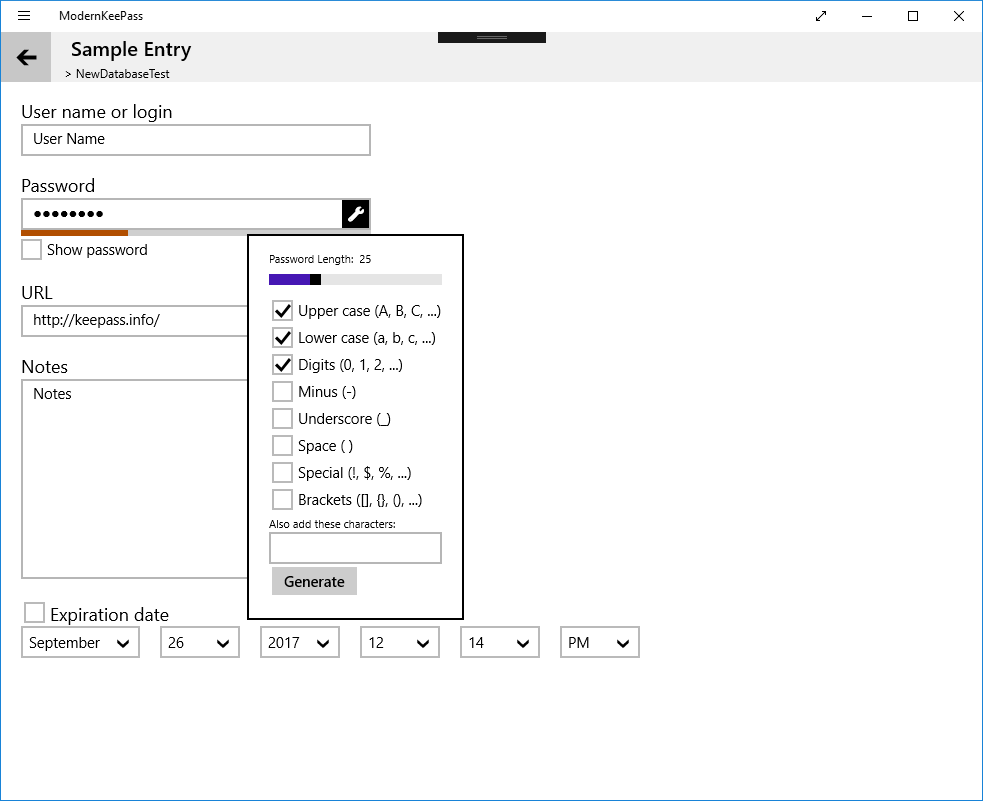 ModernKeePass
Sample Entry
> NewDatabaseTest
User name or login
User Name
Password
••••••••
Show password
Password Length: 25
Upper case (A, B, C, ...)
Lower case (a, b, c, ...)
Digits (0, 1, 2, ...)
Minus (-)
Underscore (_)
Space ( )
Special (!, $, %, ...)
Brackets ([], {}, (), ...)
Also add these characters:
Generate
URL
http://keepass.info/
Notes
Notes
Expiration date
September 26 2017 12 14 PM